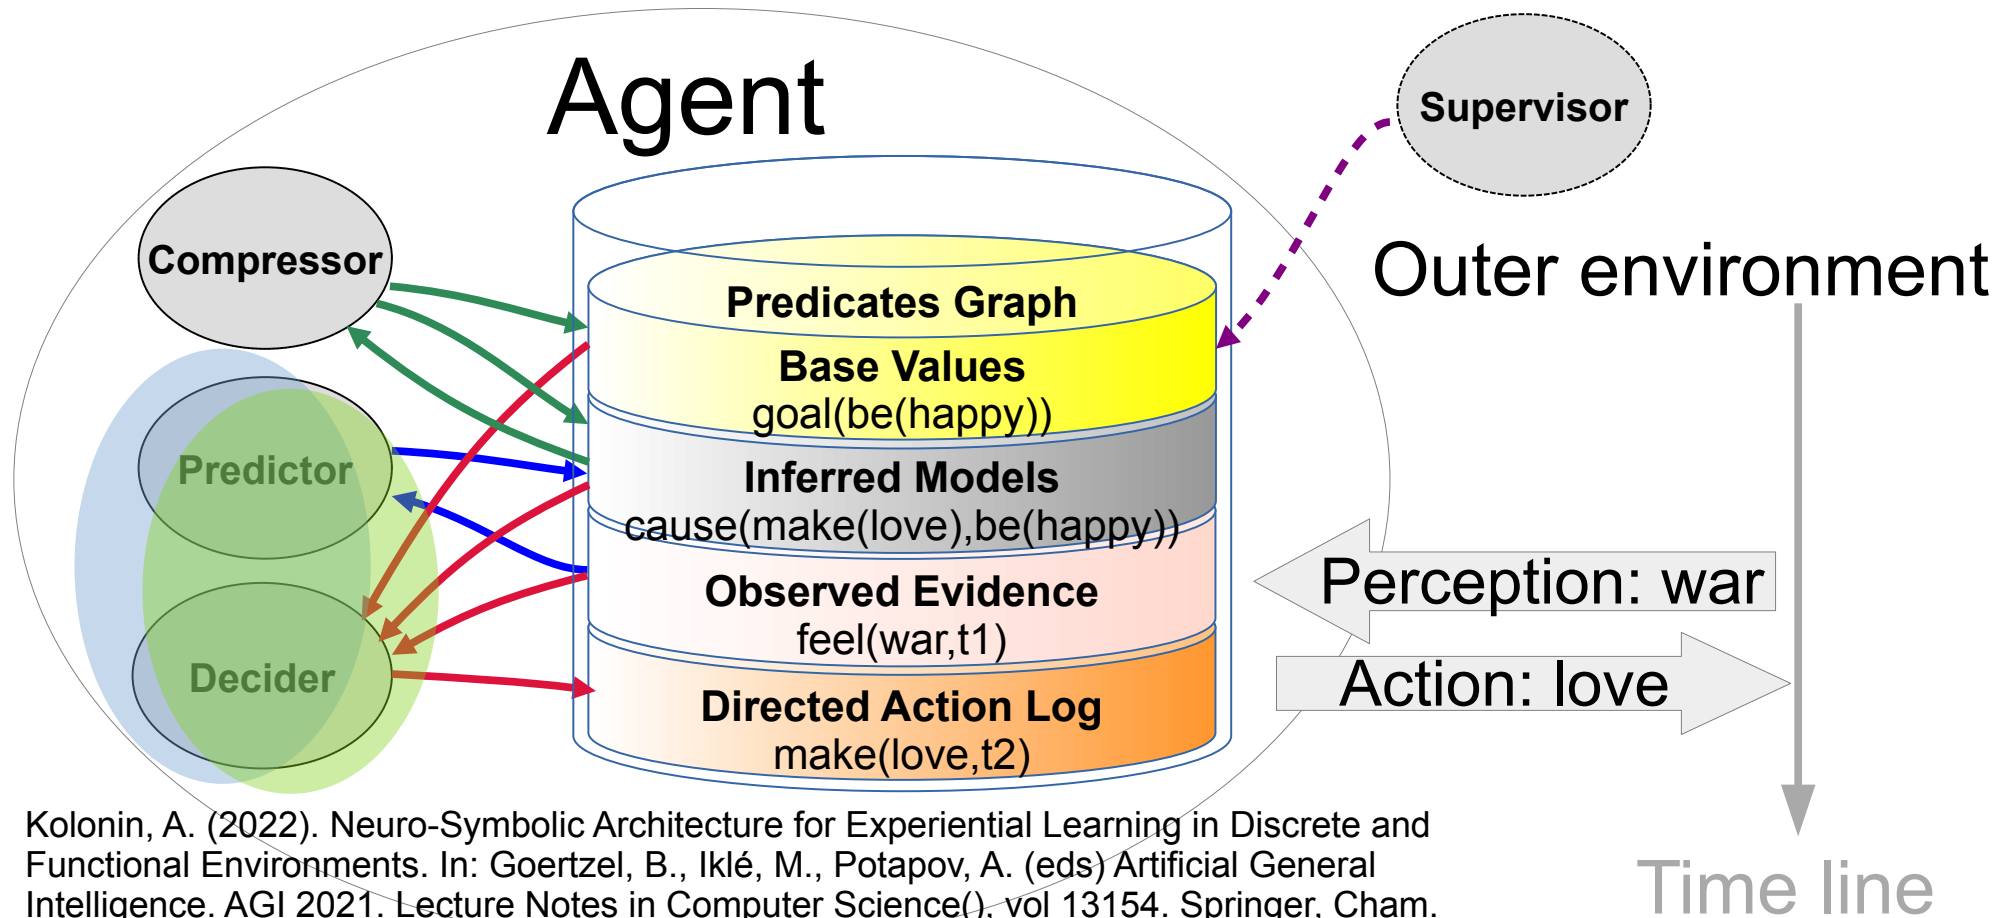 Agent
Supervisor
Compressor
Outer environment
Predicates Graph
Base Values
goal(be(happy))
Predictor
Inferred Models
cause(make(love),be(happy))
Perception: war
Observed Evidence
feel(war,t1)
Decider
Action: love
Directed Action Log
make(love,t2)
Kolonin, A. (2022). Neuro-Symbolic Architecture for Experiential Learning in Discrete and
Functional Environments. In: Goertzel, B., Iklé, M., Potapov, A. (eds) Artificial General
Intelligence. AGI 2021. Lecture Notes in Computer Science(), vol 13154. Springer, Cham.
Time line